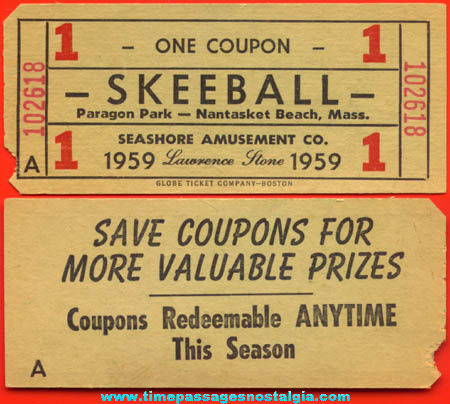 1 - ONE COUPON - 1
102618
- SKEEBALL -
102618
Paragon Park — Nantasket Beach, Mass.
SEASHORE AMUSEMENT CO.
A 1 1959 Lawrence Stone 1959 1
GLOBE TICKET COMPANY-BOSTON
SAVE COUPONS FOR
MORE VALUABLE PRIZES
Coupons Redeemable ANYTIME
This Season
A
www.timepassagesnostalgia.com